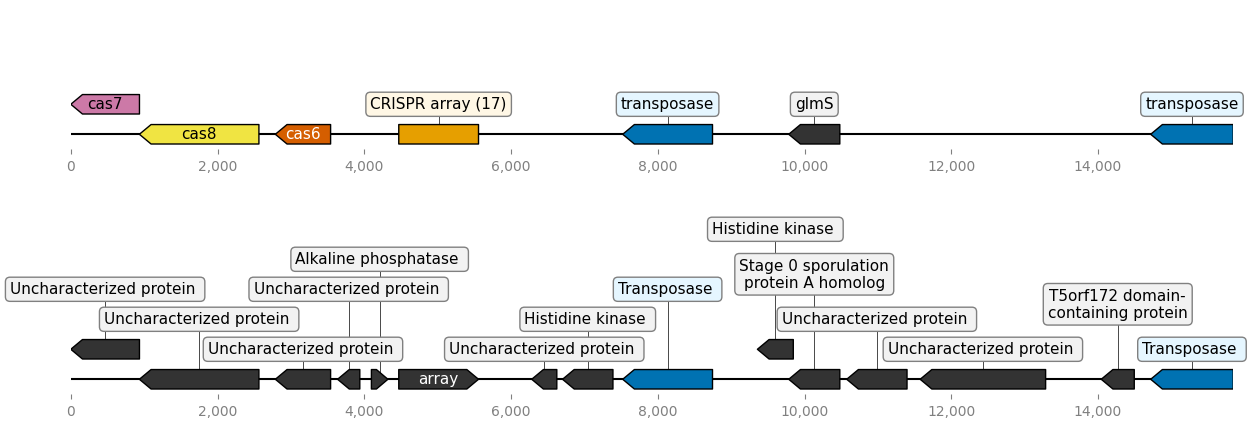 cas7
CRISPR array (17)
transposase
glmS
transposase
cas8
cas6
0
2,000
4,000
6,000
8,000
10,000
12,000
14,000
Histidine kinase
Alkaline phosphatase
Stage 0 sporulation
protein A homolog
Uncharacterized protein
Uncharacterized protein
Transposase
T5orf172 domain-
containing protein
Uncharacterized protein
Histidine kinase
Uncharacterized protein
Uncharacterized protein
Uncharacterized protein
Uncharacterized protein
Transposase
array
0
2,000
4,000
6,000
8,000
10,000
12,000
14,000